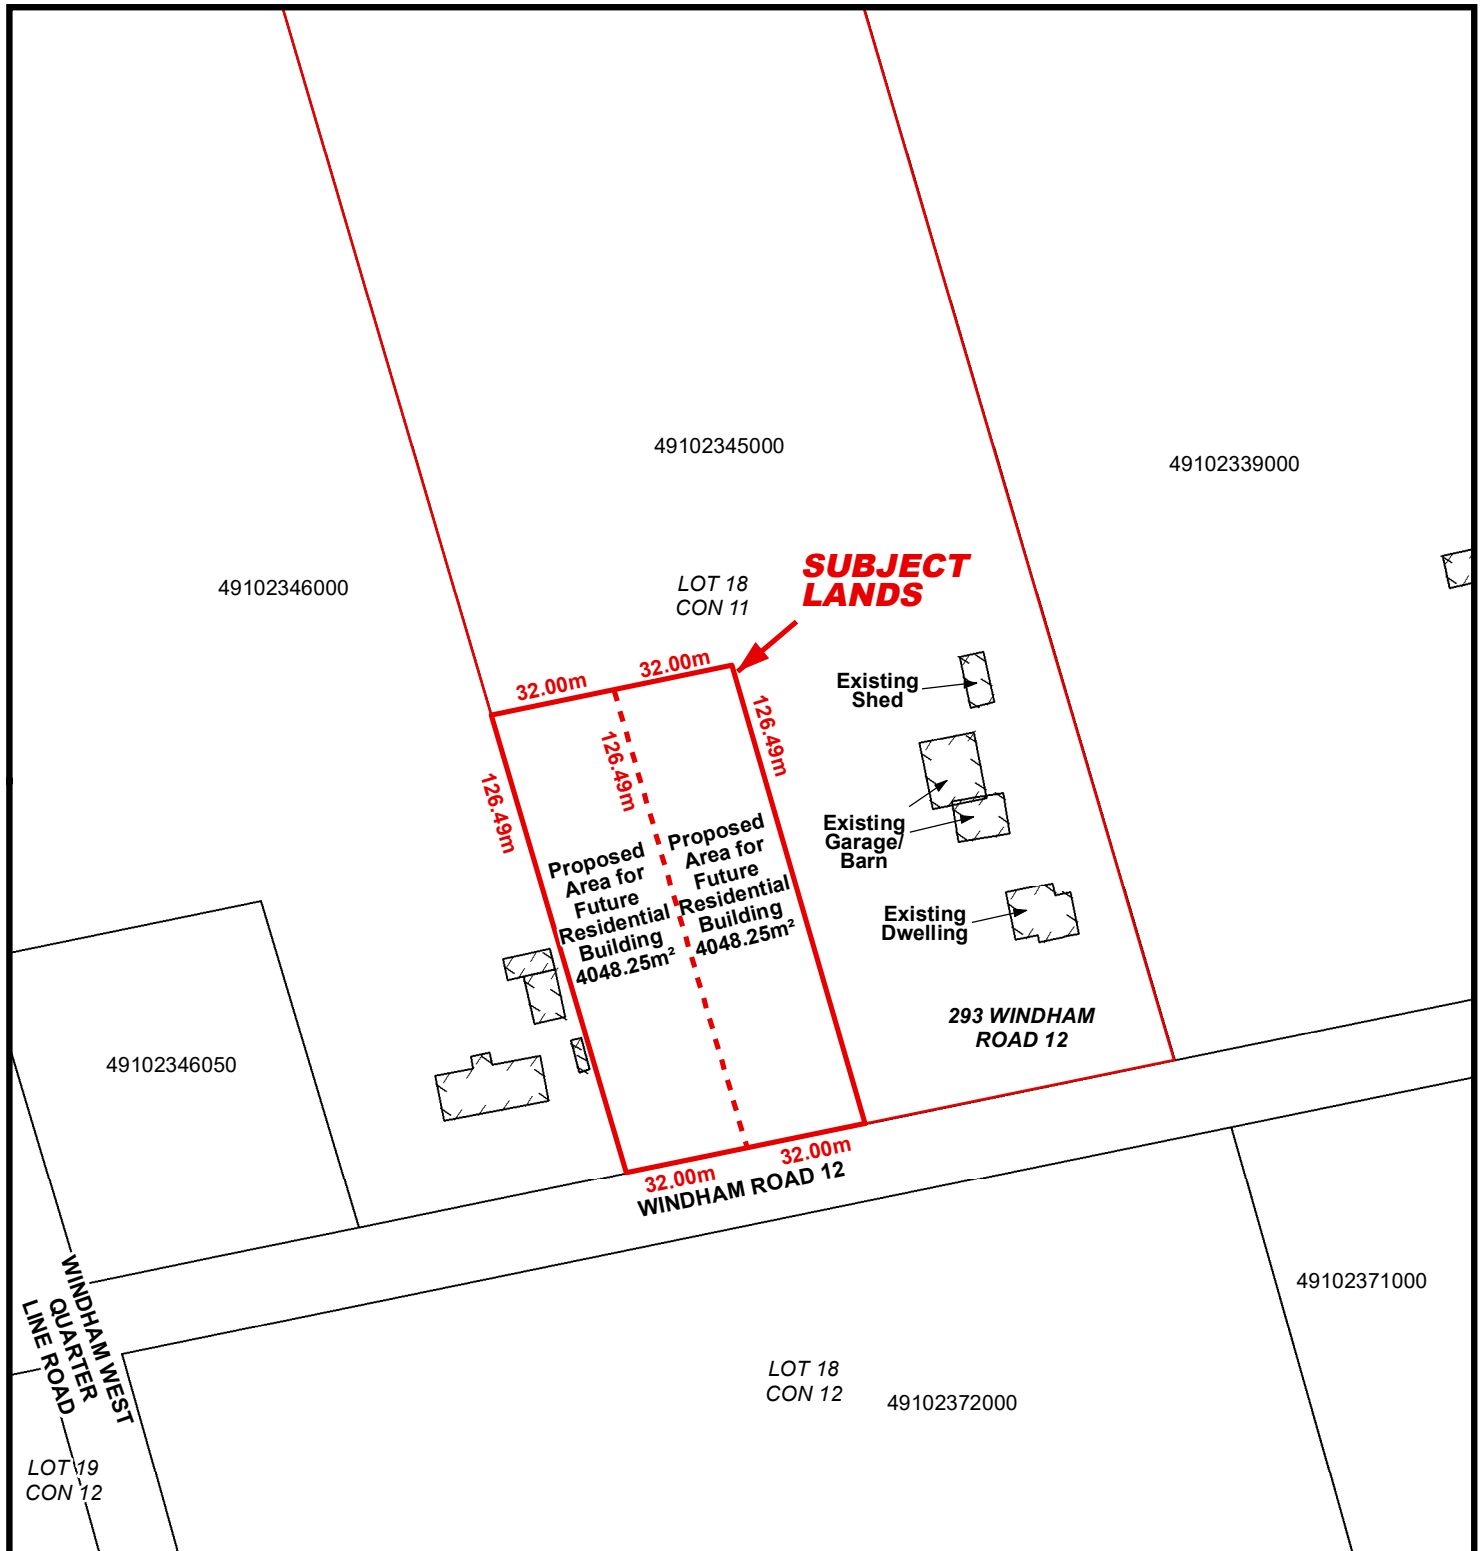 49102345000
49102339000
49102346000
LOT 18
CON 11
SUBJECT
LANDS
32.00m
32.00m
Existing
Shed
126.49m
126.49m
126.49m
Existing
Garage/
Barn
Proposed
Area for
Future
Residential
Building
4048.25m²
Proposed
Area for
Future
Residential
Building
4048.25m²
Existing
Dwelling
293 WINDHAM
ROAD 12
49102346050
32.00m
32.00m
WINDHAM ROAD 12
WINDHAM WEST
QUARTER
LINE ROAD
49102371000
LOT 18
CON 12
49102372000
LOT 19
CON 12